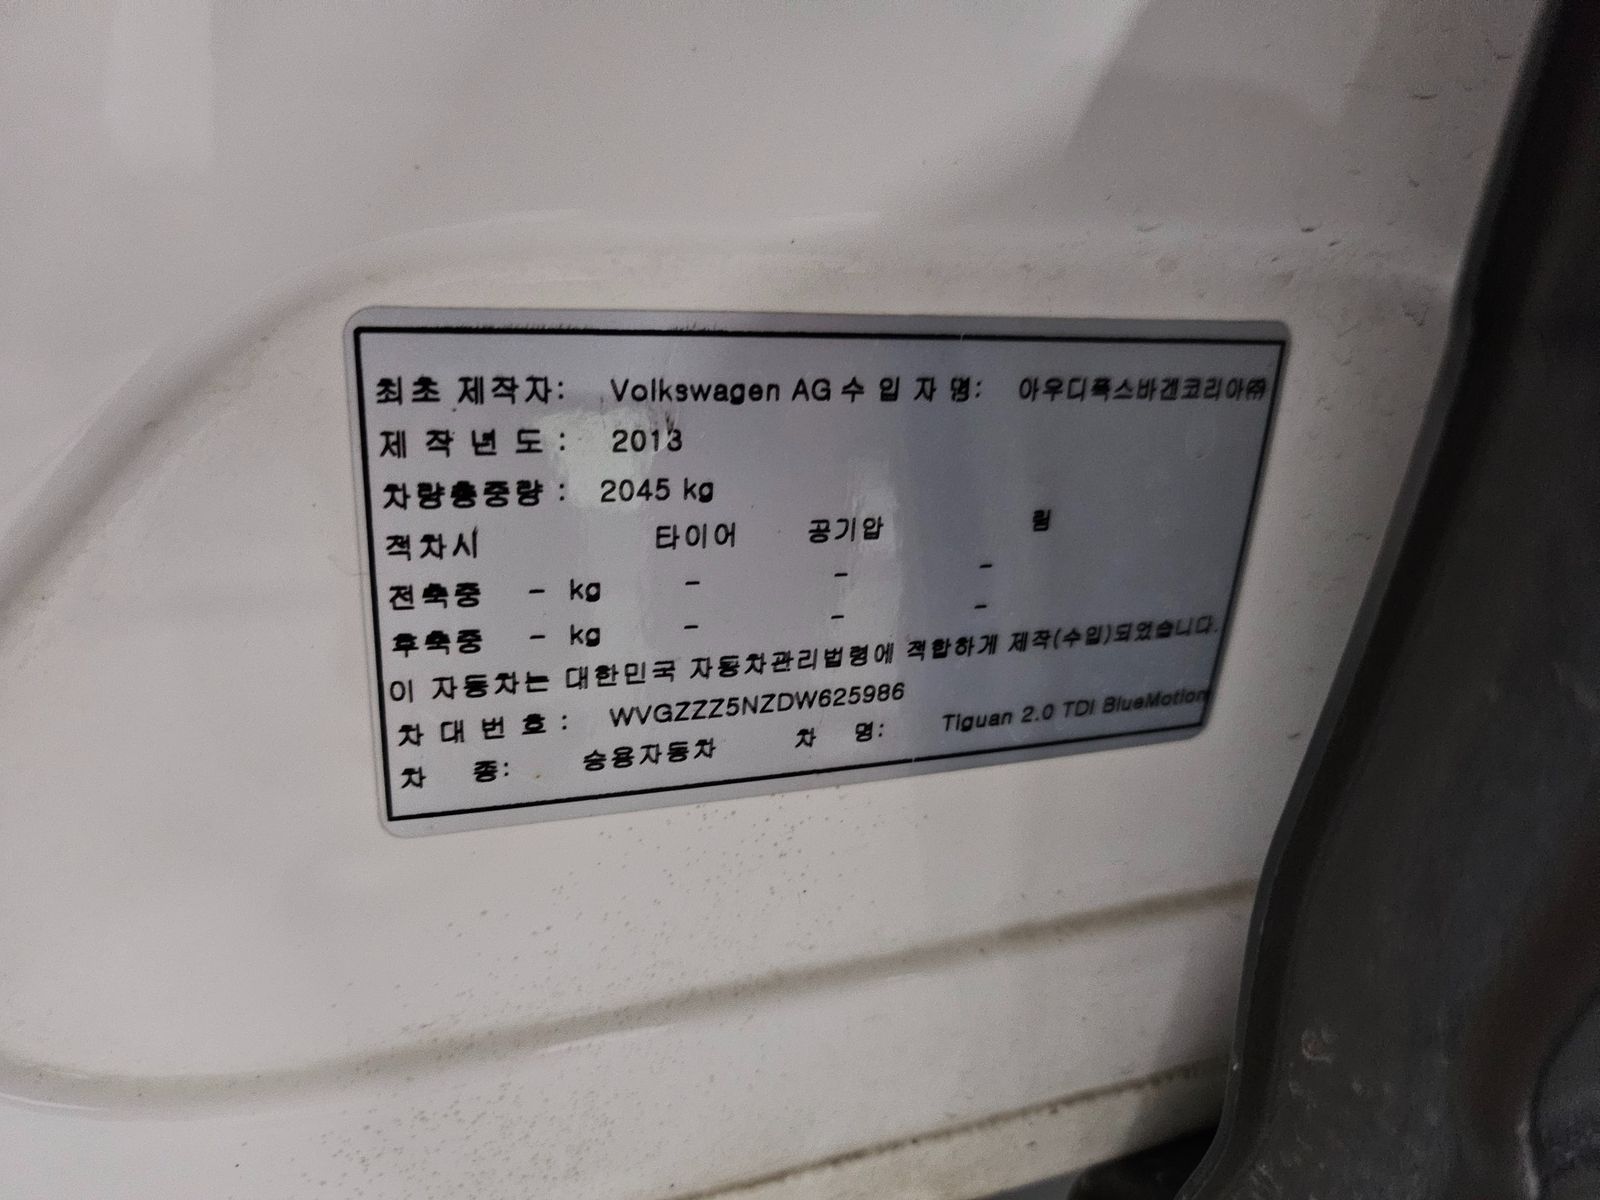 최초 제작자: Volkswagen AG 수 입 자 명: 아우디폭스바겐코리아㈜
제 작 년 도 : 2013
차량총중량 : 2045 kg
적차시 타이어 공기압 림
전축중 - kg - - -
후축중 - kg - - -
이 자동차는 대한민국 자동차관리법령에 적합하게 제작(수입)되었습니다.
차 대 번 호 : WVGZZZ5NZDW625986
차 종: 승용자동차 차 명: Tiguan 2.0 TDI BlueMotion